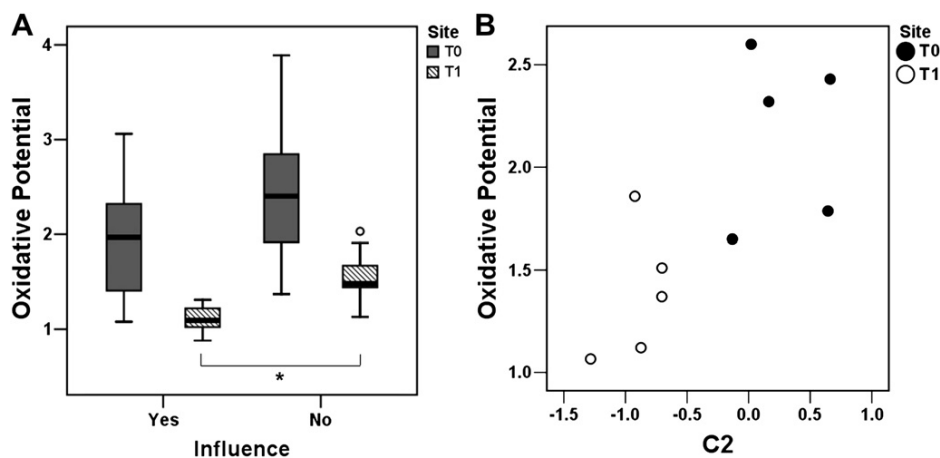 A
Site
T0
T1
4
3
2
1
Oxidative Potential
*
Yes No
Influence
B
Site
T0
T1
2.5
2.0
1.5
1.0
Oxidative Potential
-1.5 -1.0 -0.5 0.0 0.5 1.0
C2